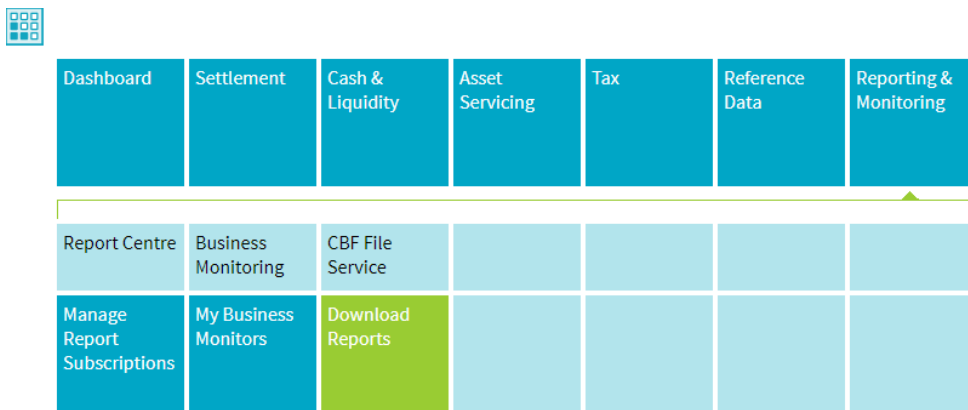 Dashboard
Settlement
Cash &
Liquidity
Asset
Servicing
Tax
Reference
Data
Reporting &
Monitoring
Report Centre
Business
Monitoring
CBF File
Service
Manage
Report
Subscriptions
My Business
Monitors
Download
Reports